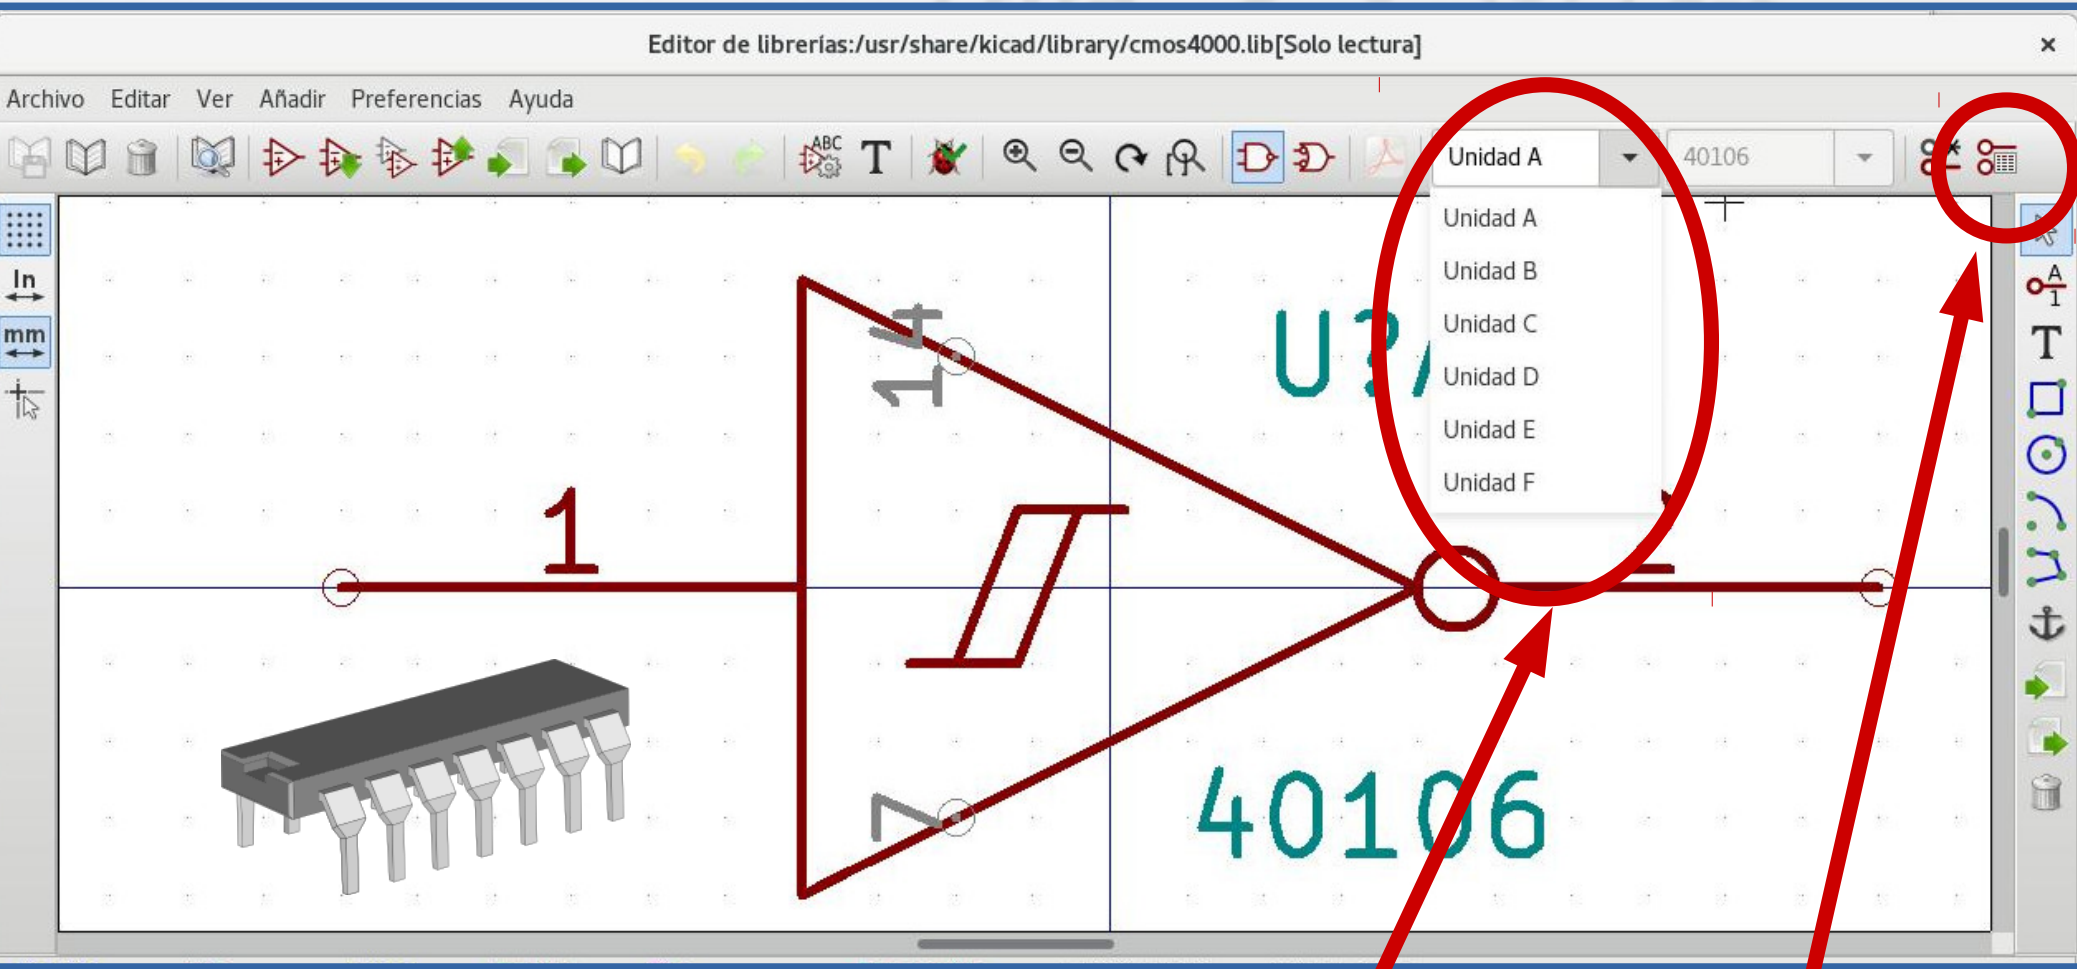 Editor de librerías:/usr/share/kicad/library/cmos4000.lib[Solo lectura]
Archivo Editar Ver Añadir Preferencias Ayuda
ABC T Unidad A 40106
Unidad A
Unidad B
Unidad C
Unidad D
Unidad E
Unidad F
In
mm
A
1
T
14
U?
1
7
40106